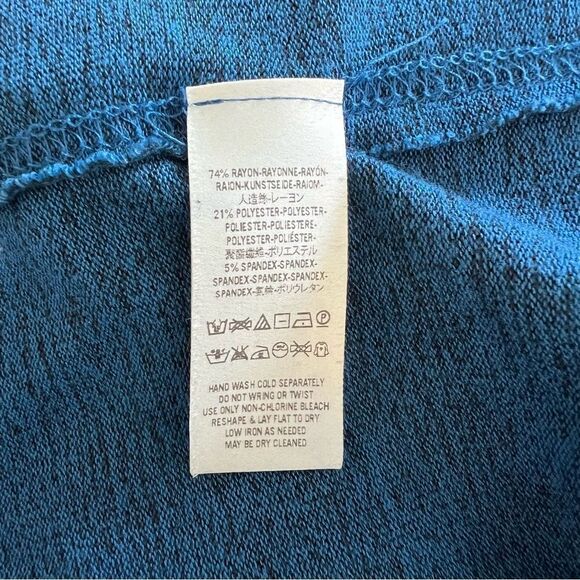 74% RAYON-RAYONNE-RAYÓN-
RAION-KUNSTSEIDE-RAIOM-
人造絲-レーヨン
21% POLYESTER-POLYESTER-
POLIESTER-POLIESTERE-
POLYESTER-POLIÉSTER-
聚酯纖維-ポリエステル
5% SPANDEX-SPANDEX-
SPANDEX-SPANDEX-SPANDEX-
SPANDEX-氨綸-ポリウレタン
HAND WASH COLD SEPARATELY
DO NOT WRING OR TWIST
USE ONLY NON-CHLORINE BLEACH
RESHAPE & LAY FLAT TO DRY
LOW IRON AS NEEDED
MAY BE DRY CLEANED